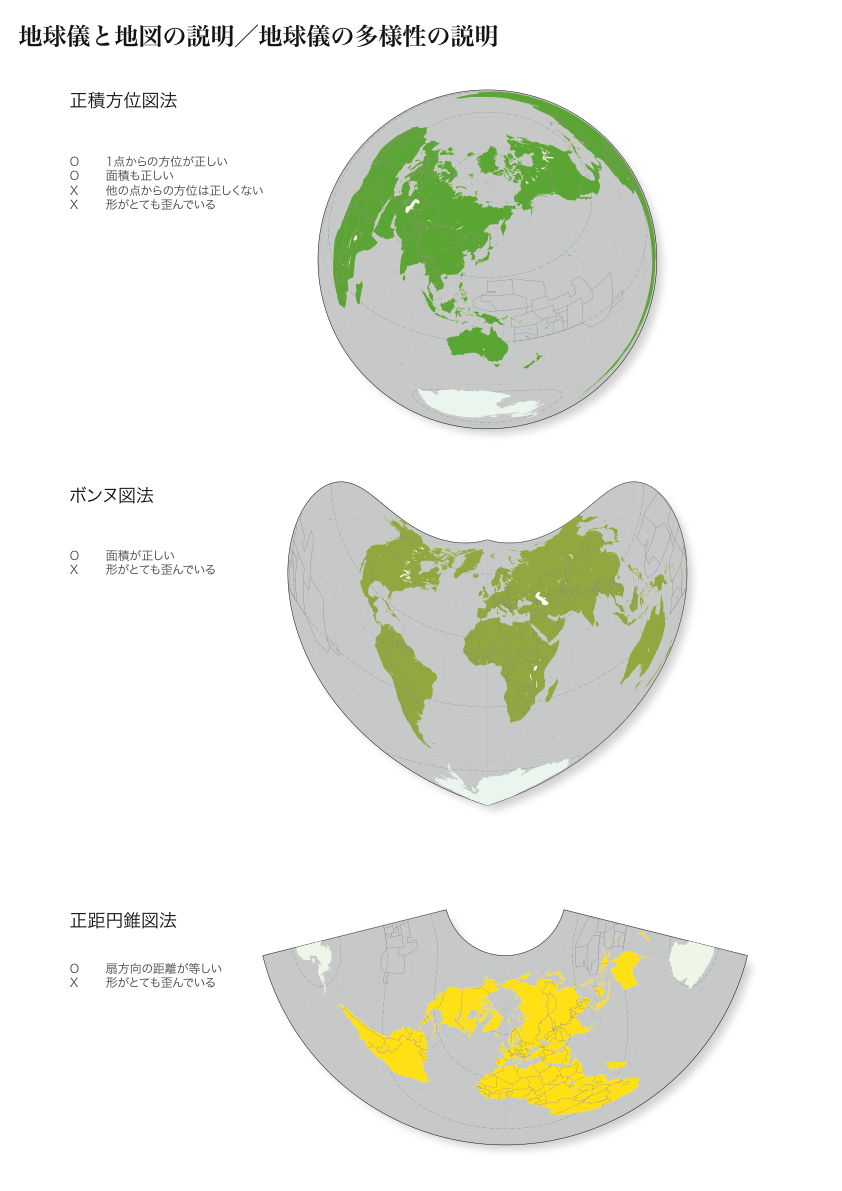 地球儀と地図の説明／地球儀の多様性の説明
正積方位図法
O 1点からの方位が正しい
O 面積も正しい
X 他の点からの方位は正しくない
X 形がとても歪んでいる
ボンヌ図法
O 面積が正しい
X 形がとても歪んでいる
正距円錐図法
O 扇方向の距離が等しい
X 形がとても歪んでいる